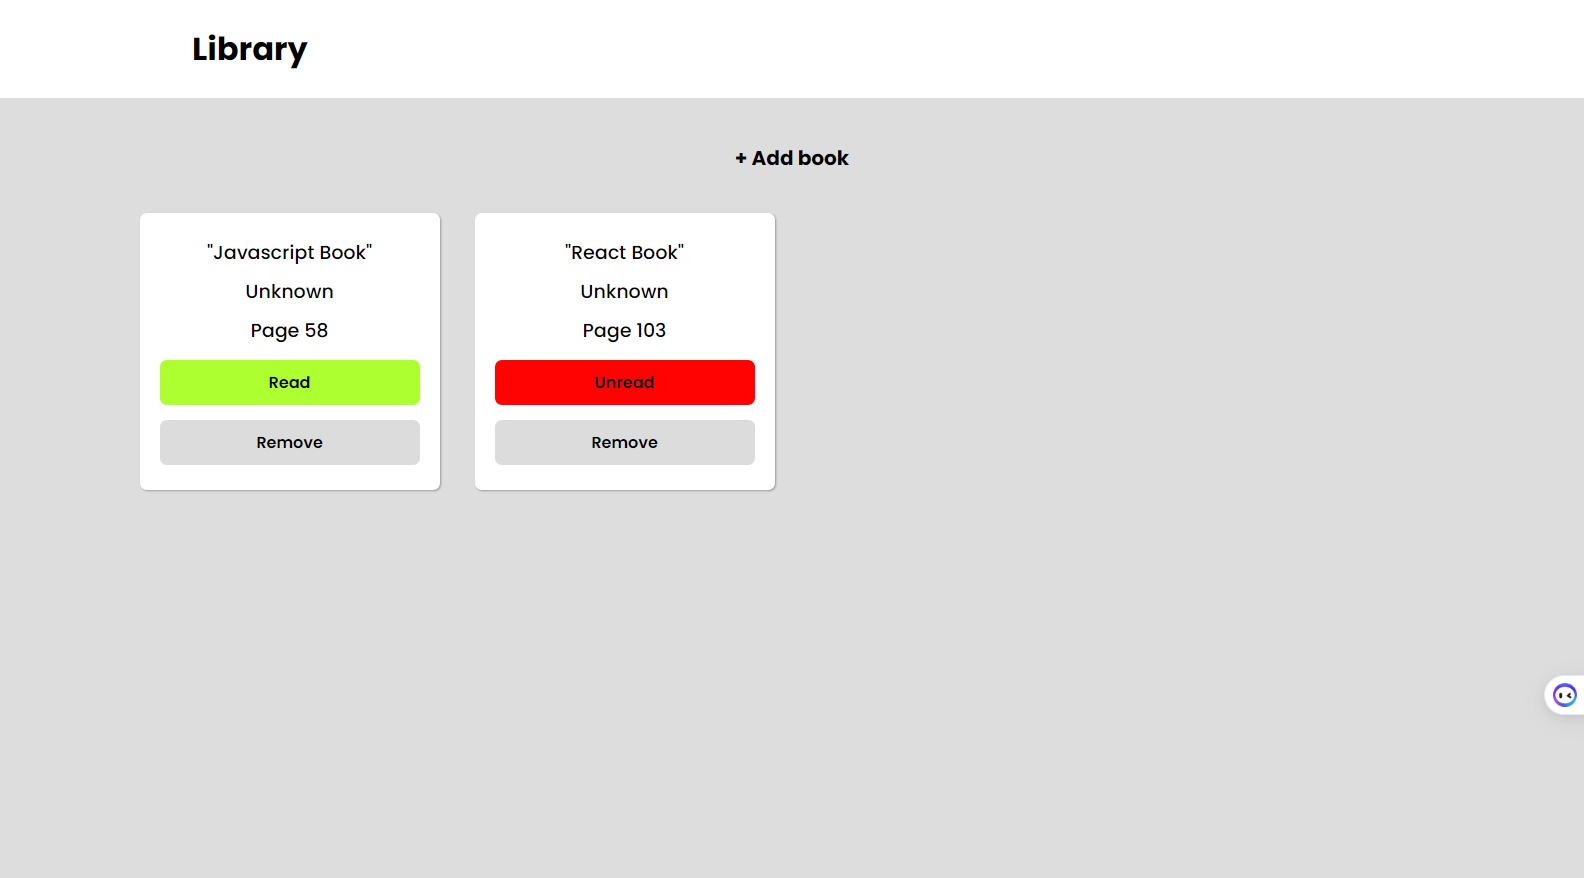 Library
+ Add book
"Javascript Book"
Unknown
Page 58
Read
Remove
"React Book"
Unknown
Page 103
Unread
Remove